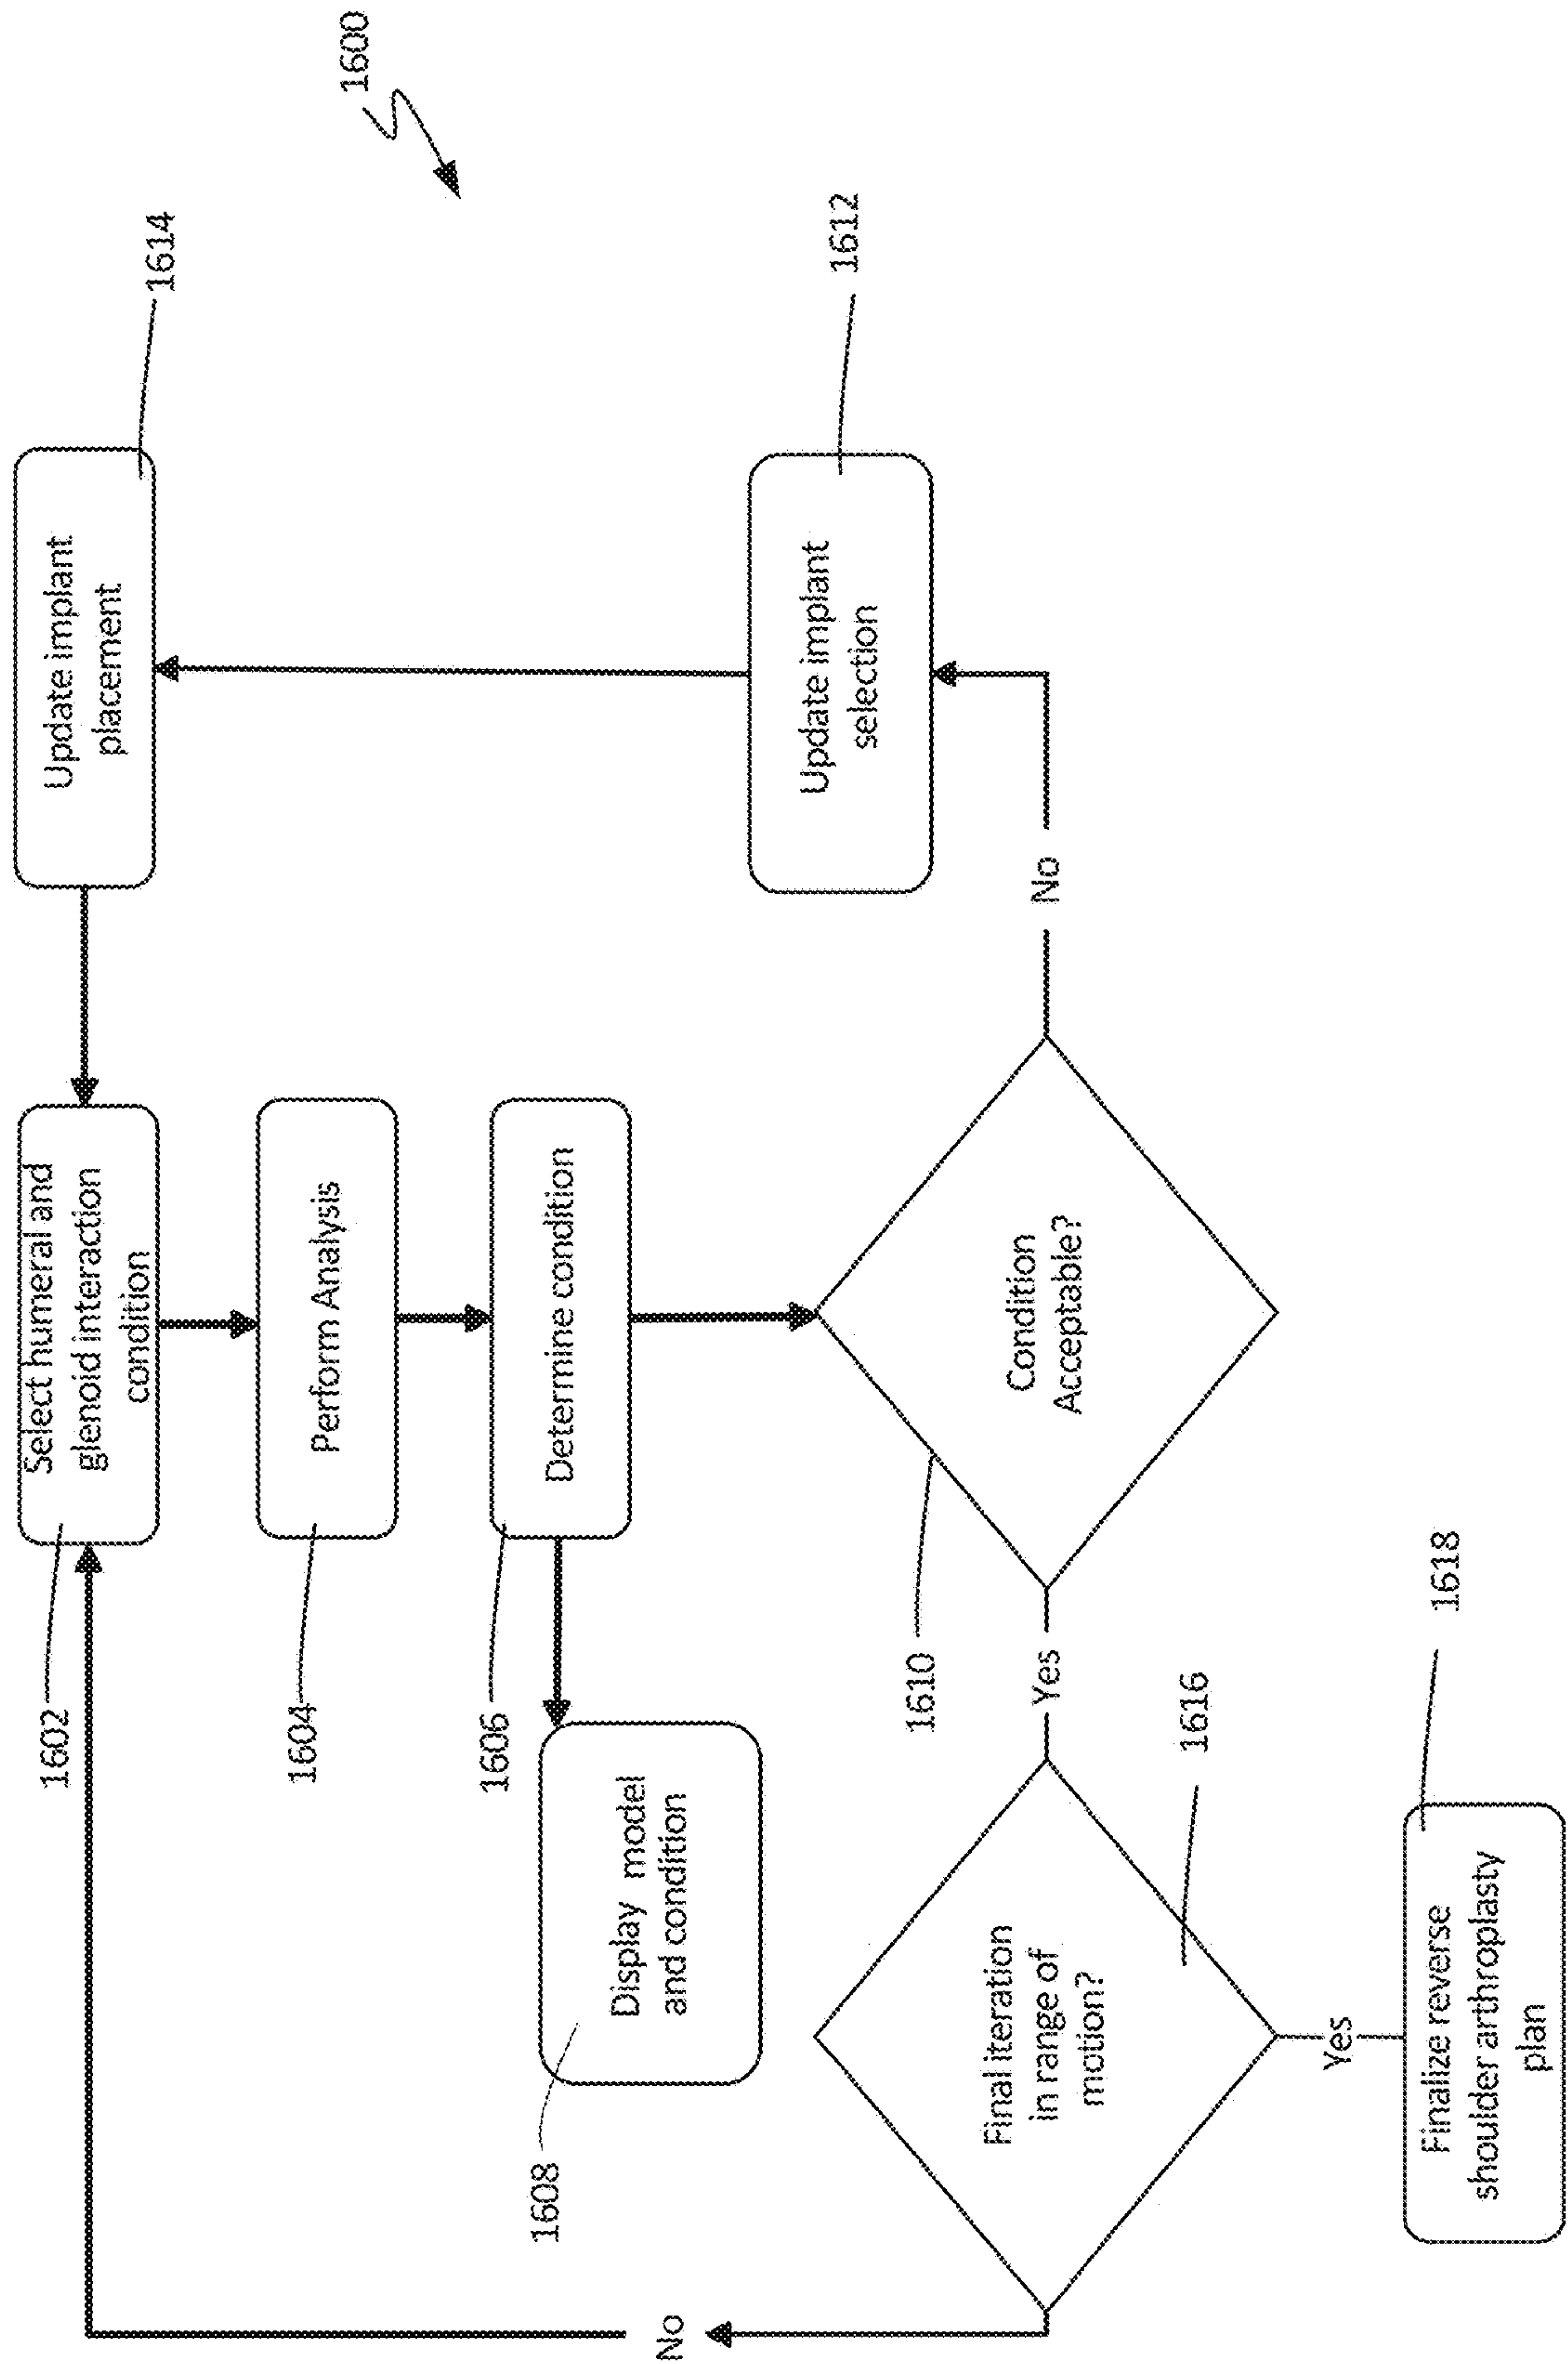 1600
1602
Select humeral and
glenoid interaction
condition
1614
Update implant
placement
1604
Perform Analysis
1606
Determine condition
1608
Display model
and condition
1612
Update implant
selection
1610
Condition
Acceptable?
No
Yes
1616
Final iteration
in range of
motion?
No
Yes
1618
Finalize reverse
shoulder arthroplasty
plan